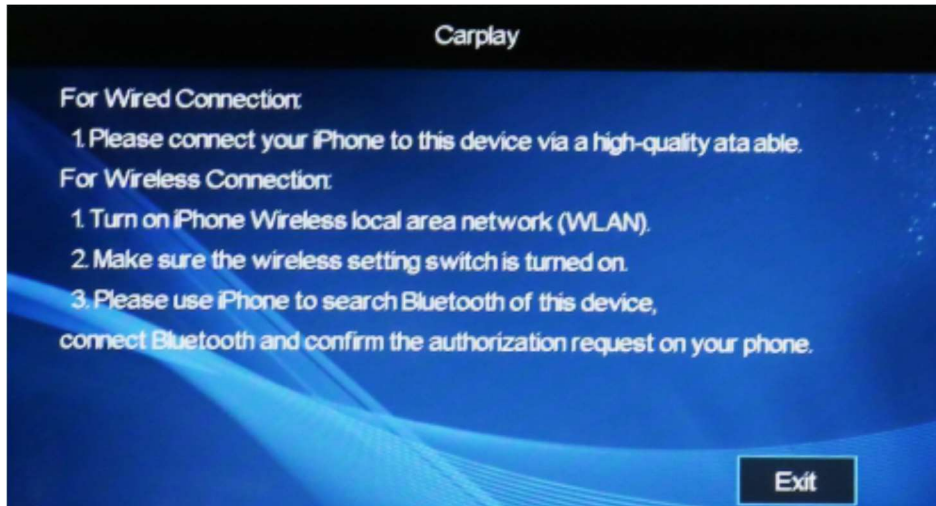 Carplay
For Wired Connection:
1.Please connect your iPhone to this device via a high-quality ata able.
For Wireless Connection:
1.Turn on iPhone Wireless local area network (WLAN).
2.Make sure the wireless setting switch is turned on.
3.Please use iPhone to search Bluetooth of this device,
connect Bluetooth and confirm the authorization request on your phone.
Exit